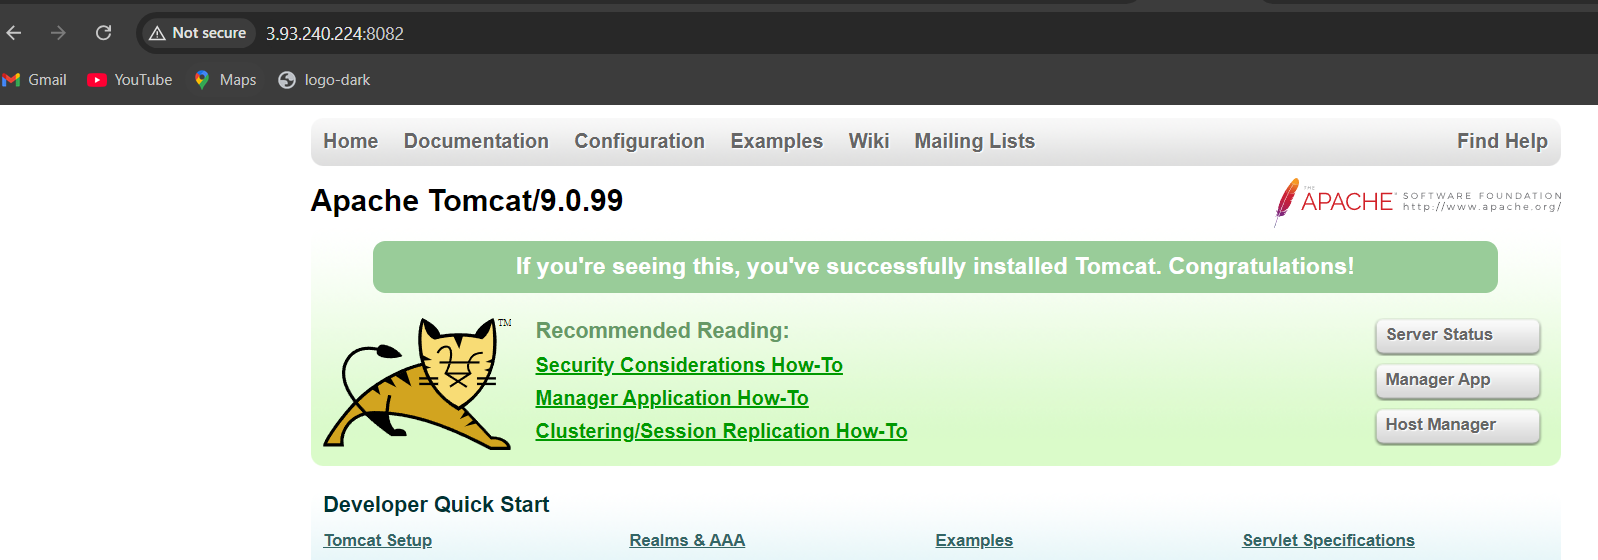 Not secure 3.93.240.224:8082
Gmail YouTube Maps logo-dark
Home Documentation Configuration Examples Wiki Mailing Lists Find Help
Apache Tomcat/9.0.99
THE APACHE SOFTWARE FOUNDATION
http://www.apache.org/
If you're seeing this, you've successfully installed Tomcat. Congratulations!
TM
Recommended Reading:
Security Considerations How-To
Manager Application How-To
Clustering/Session Replication How-To
Server Status
Manager App
Host Manager
Developer Quick Start
Tomcat Setup Realms & AAA Examples Servlet Specifications